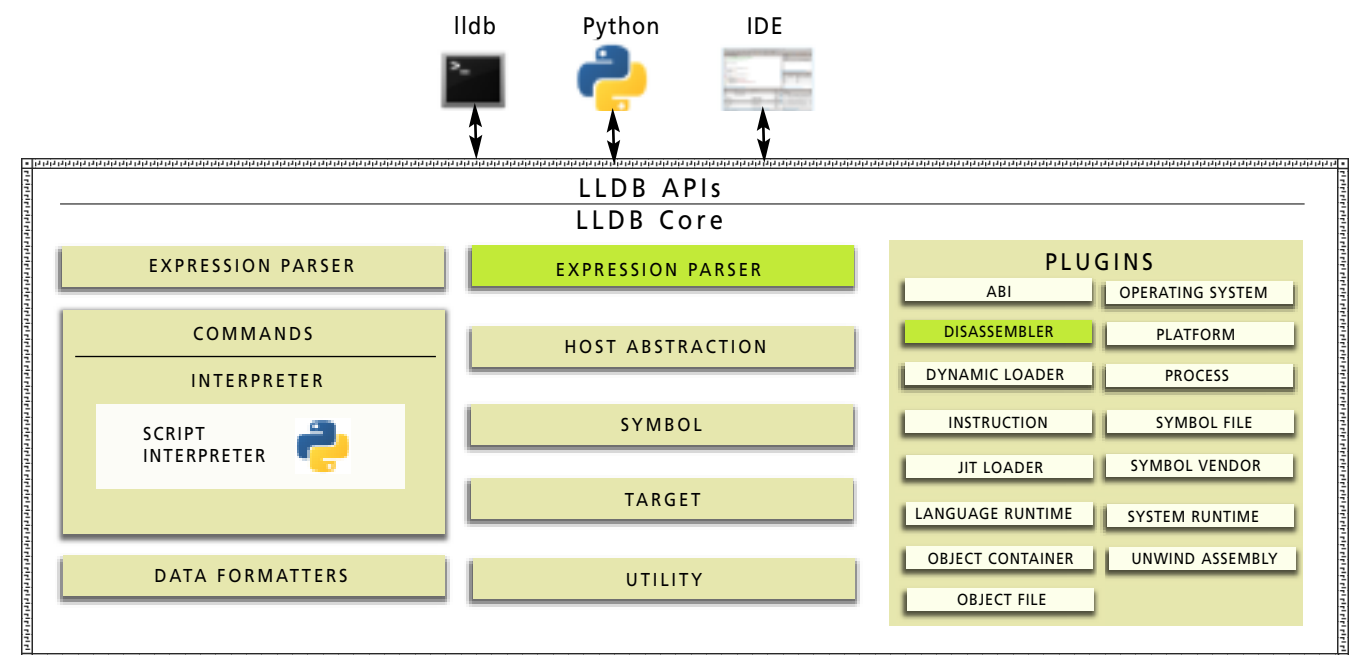 lldb
Python
IDE
>_
LLDB APIs
LLDB Core
EXPRESSION PARSER
COMMANDS
INTERPRETER
SCRIPT
INTERPRETER
DATA FORMATTERS
EXPRESSION PARSER
HOST ABSTRACTION
SYMBOL
TARGET
UTILITY
PLUGINS
ABI
DISASSEMBLER
DYNAMIC LOADER
INSTRUCTION
JIT LOADER
LANGUAGE RUNTIME
OBJECT CONTAINER
OBJECT FILE
OPERATING SYSTEM
PLATFORM
PROCESS
SYMBOL FILE
SYMBOL VENDOR
SYSTEM RUNTIME
UNWIND ASSEMBLY